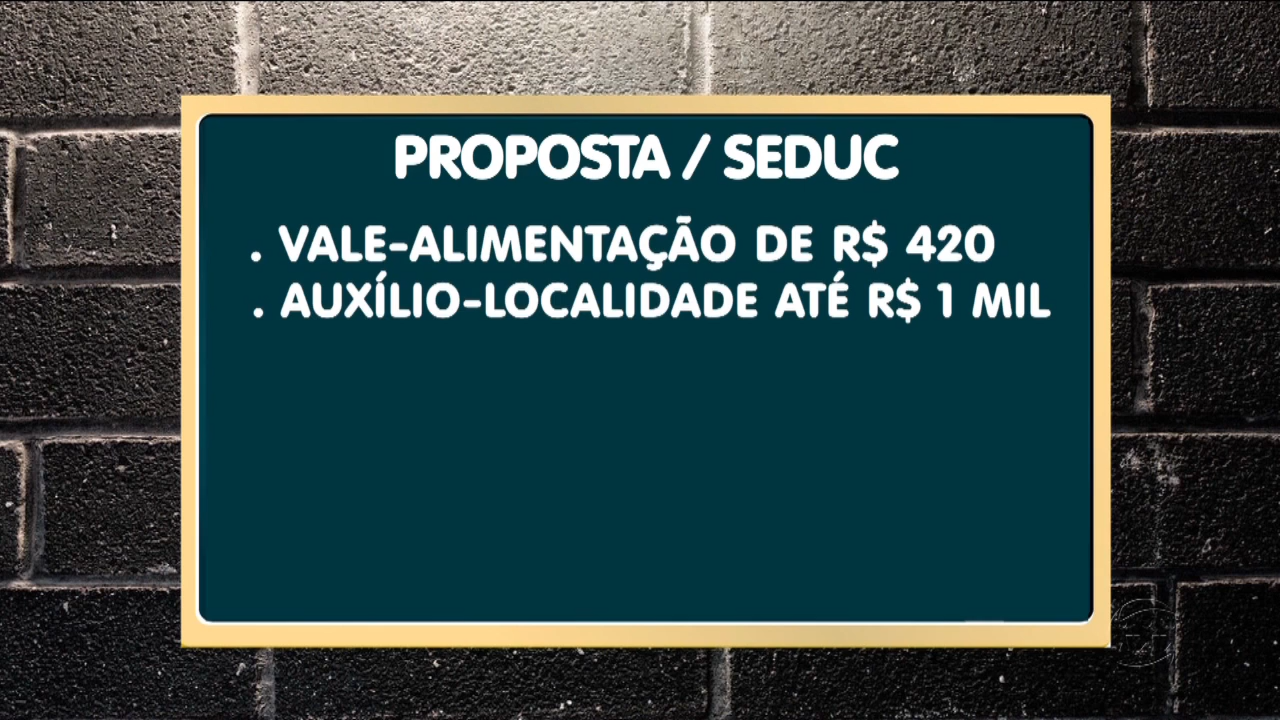 PROPOSTA / SEDUC
. VALE-ALIMENTAÇÃO DE R$ 420
. AUXÍLIO-LOCALIDADE ATÉ R$ 1 MIL